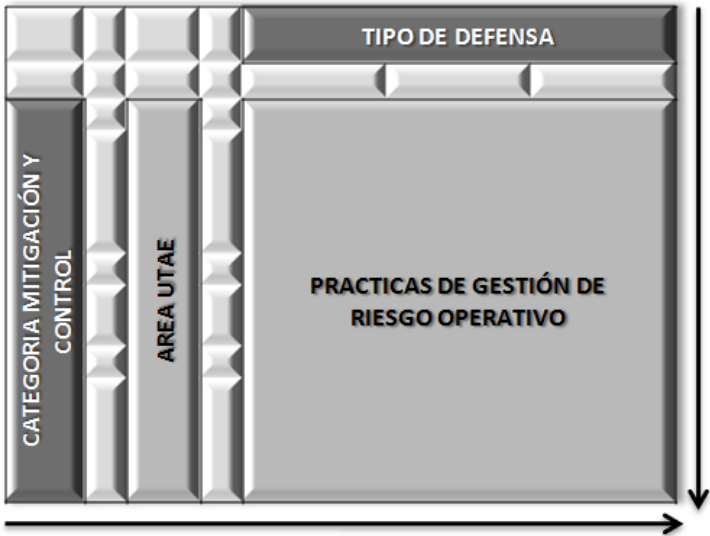 TIPO DE DEFENSA
CATEGORIA MITIGACIÓN Y
CONTROL
AREA UTAE
PRACTICAS DE GESTIÓN DE
RIESGO OPERATIVO